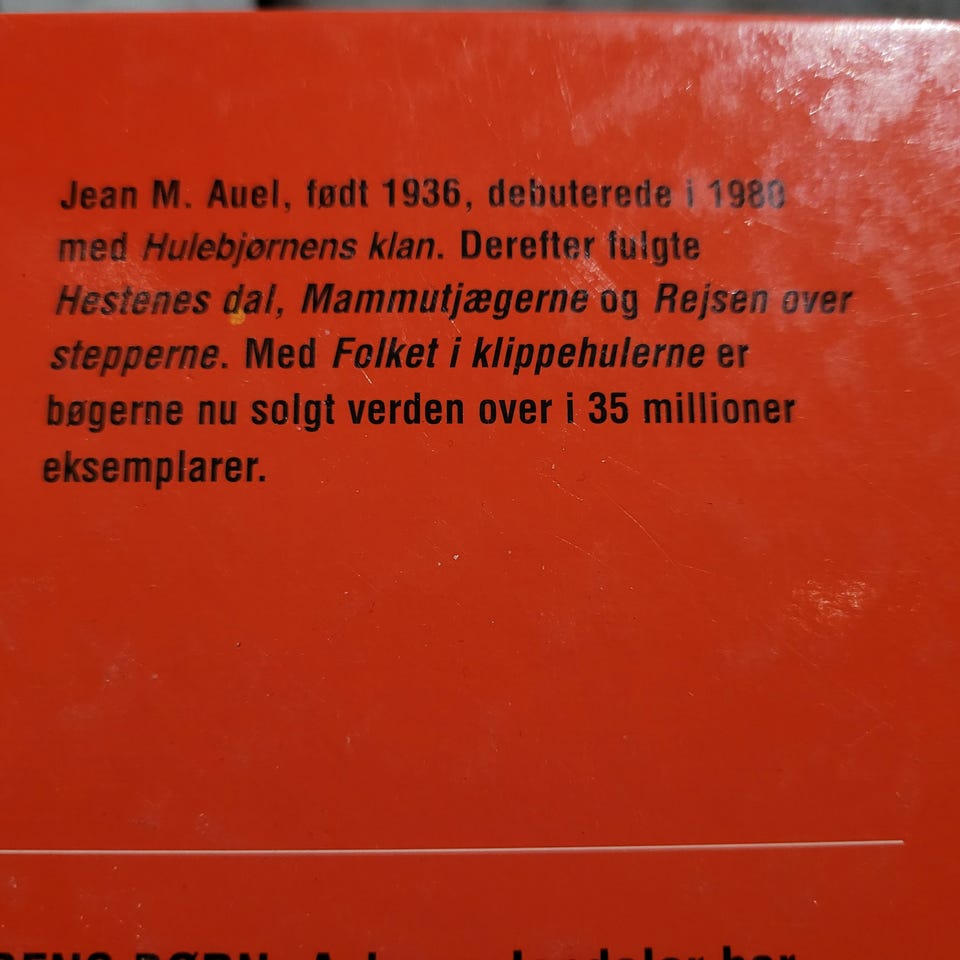 Jean M. Auel, født 1936, debuterede i 1980
med Hulebjørnens klan. Derefter fulgte
Hestenes dal, Mammutjægerne og Rejsen over
stepperne. Med Folket i klippehulerne er
bøgerne nu solgt verden over i 35 millioner
eksemplarer.
BØRN